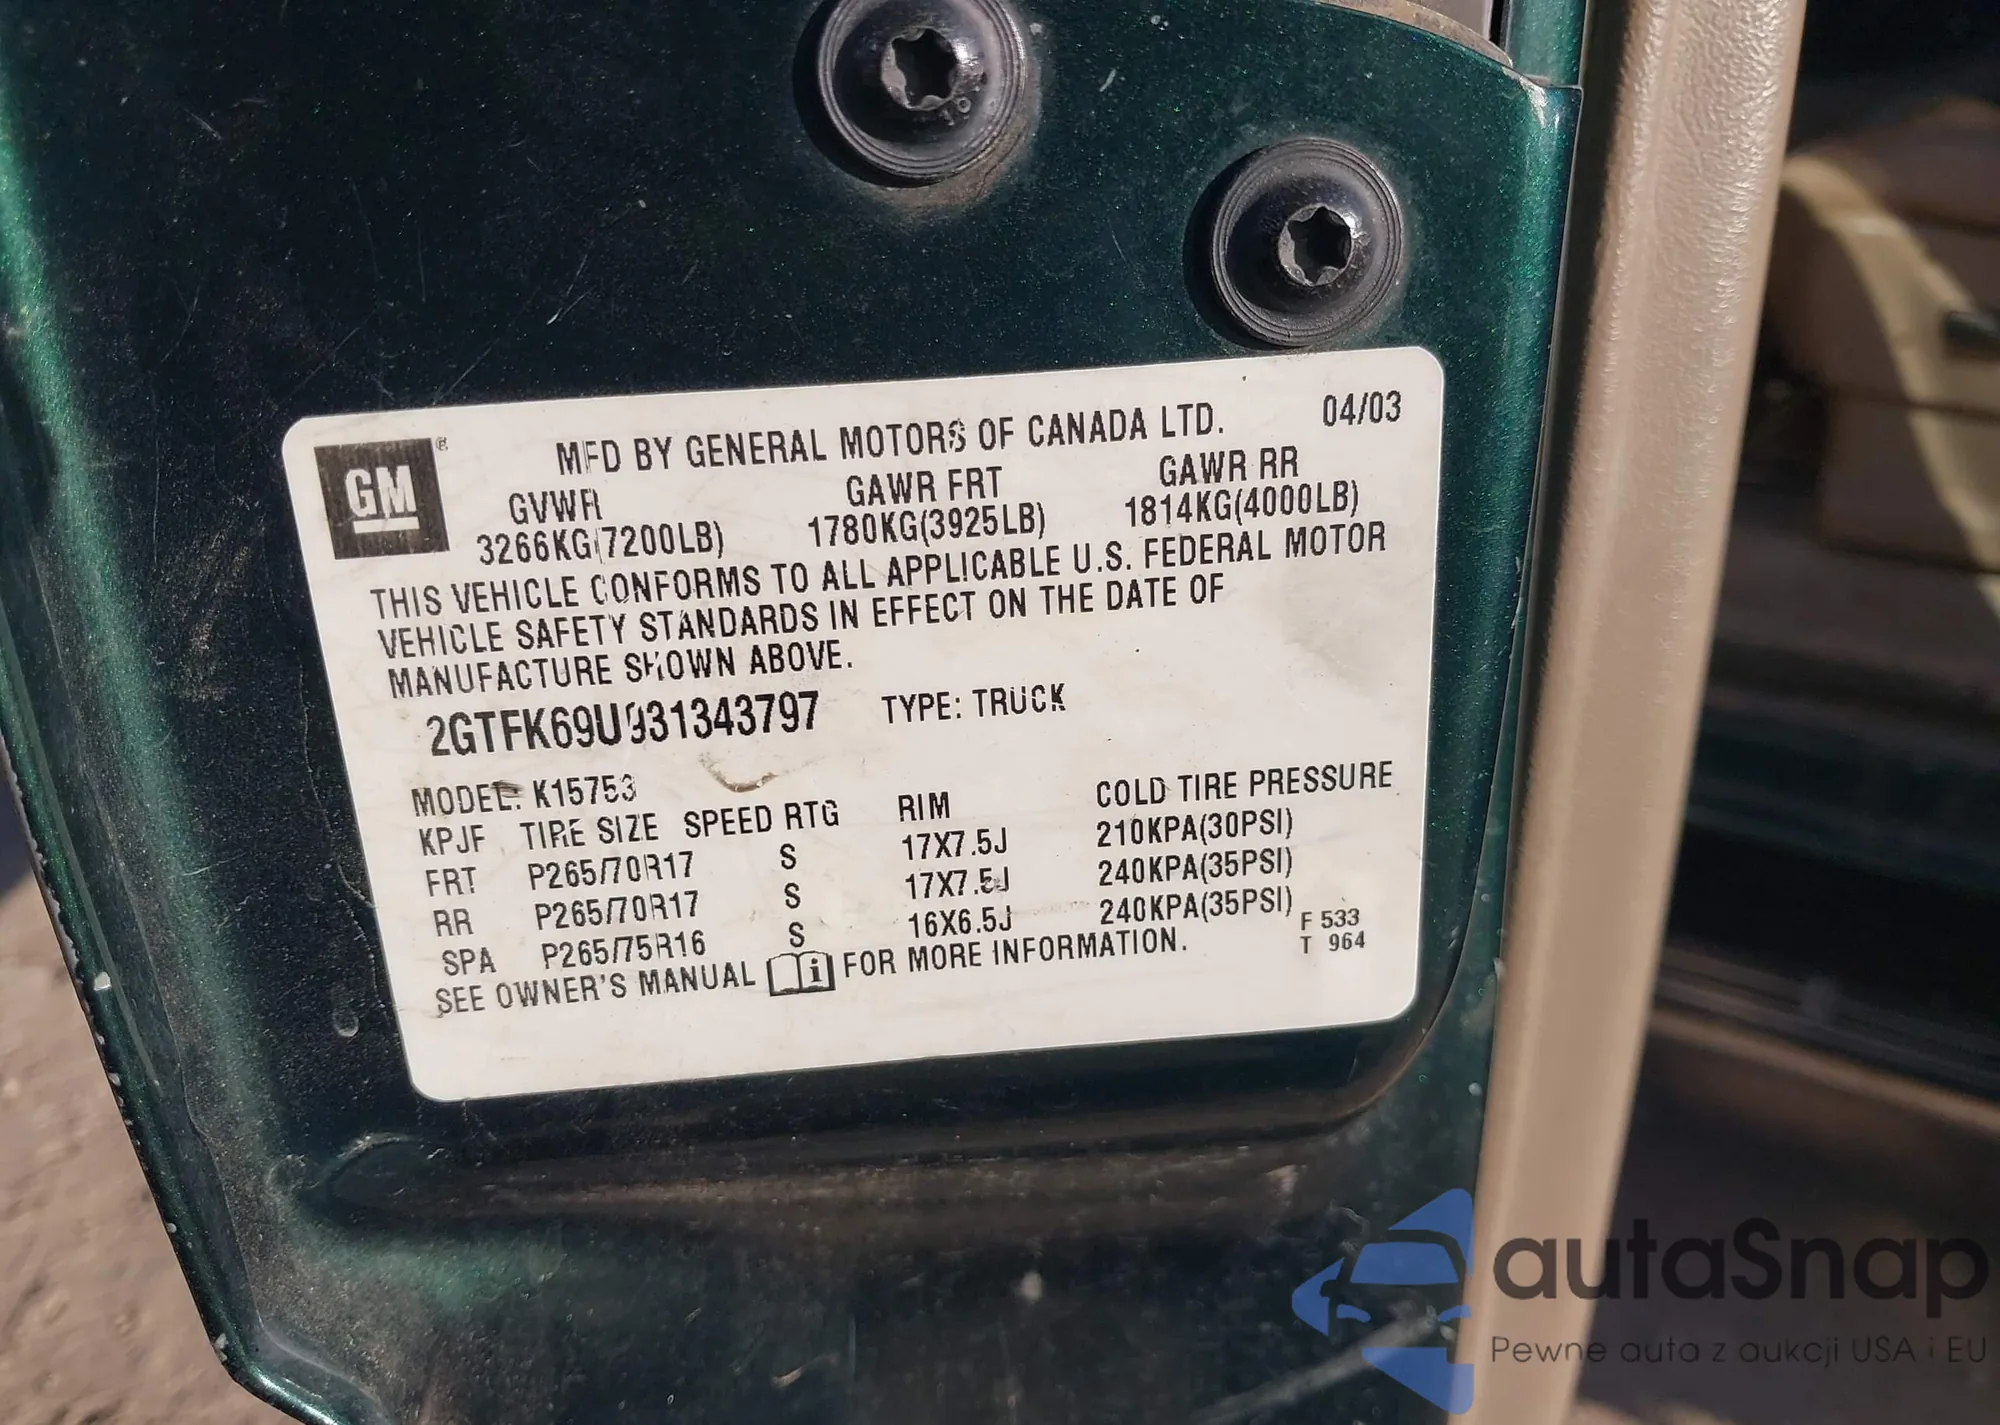 GM ®
MFD BY GENERAL MOTORS OF CANADA LTD. 04/03
GVWR GAWR FRT GAWR RR
3266KG(7200LB) 1780KG(3925LB) 1814KG(4000LB)
THIS VEHICLE CONFORMS TO ALL APPLICABLE U.S. FEDERAL MOTOR
VEHICLE SAFETY STANDARDS IN EFFECT ON THE DATE OF
MANUFACTURE SHOWN ABOVE.
2GTFK69U931343797 TYPE: TRUCK
MODEL: K15753
KPJF TIRE SIZE SPEED RTG RIM COLD TIRE PRESSURE
FRT P265/70R17 S 17X7.5J 210KPA(30PSI)
RR P265/70R17 S 17X7.5J 240KPA(35PSI)
SPA P265/75R16 S 16X6.5J 240KPA(35PSI)
SEE OWNER'S MANUAL i FOR MORE INFORMATION.
F 533
T 964
autaSnap
Pewne auta z aukcji USA i EU